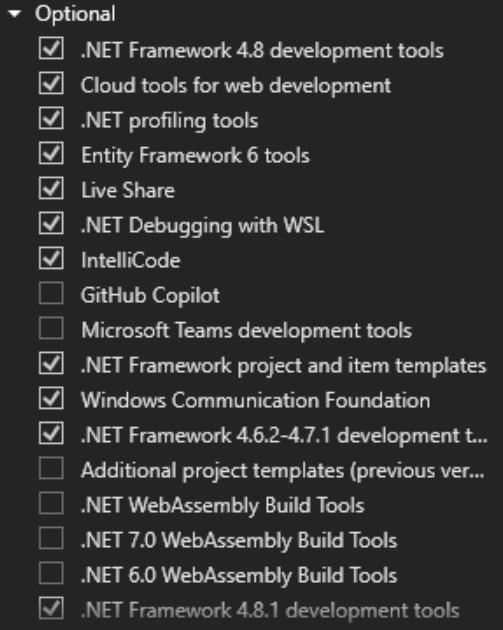 Optional
.NET Framework 4.8 development tools
Cloud tools for web development
.NET profiling tools
Entity Framework 6 tools
Live Share
.NET Debugging with WSL
IntelliCode
GitHub Copilot
Microsoft Teams development tools
.NET Framework project and item templates
Windows Communication Foundation
.NET Framework 4.6.2-4.7.1 development t...
Additional project templates (previous ver...
.NET WebAssembly Build Tools
.NET 7.0 WebAssembly Build Tools
.NET 6.0 WebAssembly Build Tools
.NET Framework 4.8.1 development tools